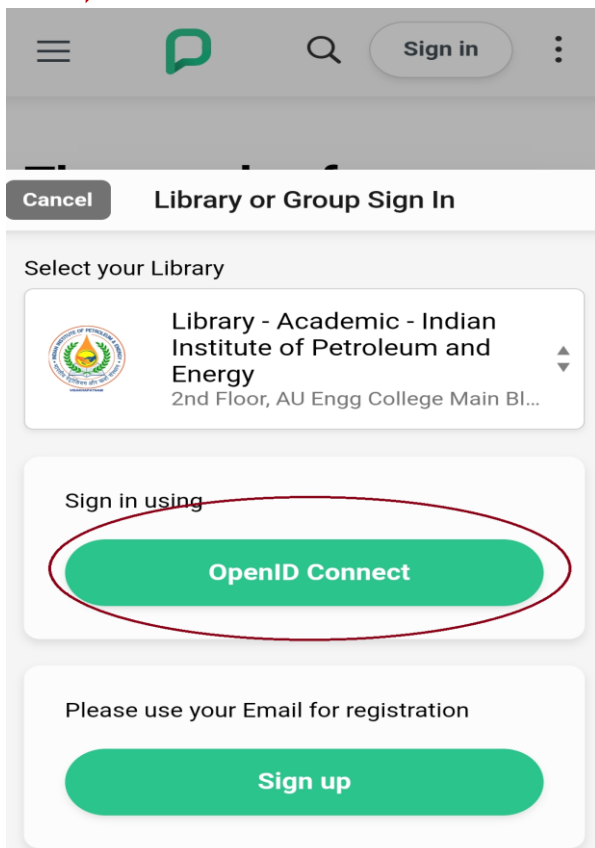 Sign in
Cancel
Library or Group Sign In
Select your Library
Library - Academic - Indian
Institute of Petroleum and
Energy
2nd Floor, AU Engg College Main Bl...
Sign in using
OpenID Connect
Please use your Email for registration
Sign up